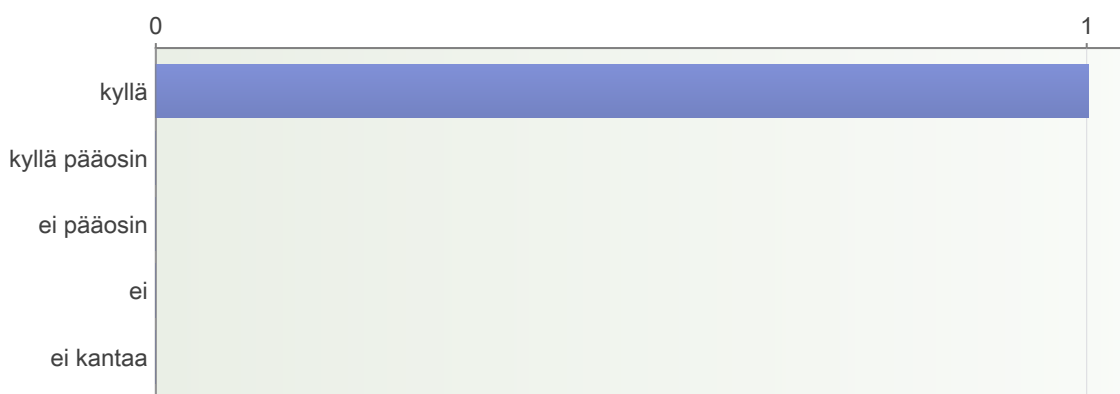 0 1
kyllä
kyllä pääosin
ei pääosin
ei
ei kantaa